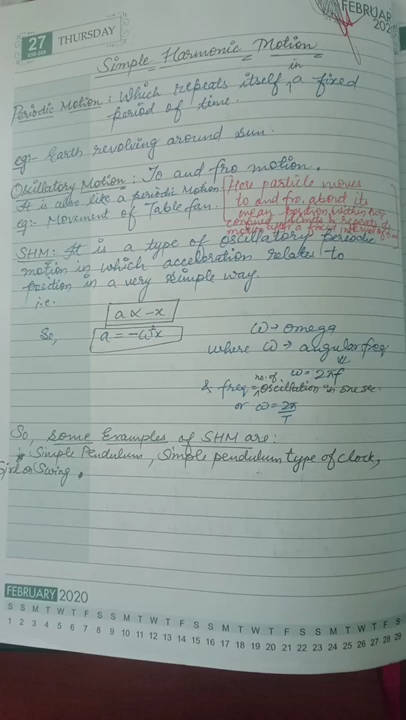 27
THURSDAY
FEBRUAR
202
Simple Harmonic Motion
Periodic Motion : Which repeats itself in a fixed
period of time.
eg:- Earth revolving around sun.
Oscillatory Motion : To and fro motion.
It is also like a periodic Motion.
eg:- Movement of Table fan.
Here particle moves
to and fro, about its
mean position, within two
SHM: It is a type of oscillatory periodic
motion in which acceleration relates to
position in a very simple way.
i.e.
a ∝ -x
So, a = -ω²x
ω → omega
where ω → angular freq
ω = 2πf
& freq = no. of oscillation in one sec.
or ω = 2π/T
So, some Examples of SHM are:
Simple Pendulum, Simple pendulum type of clock,
or Swing.
FEBRUARY 2020
S S M T W T F S S M T W T F S S M T W T F S S M T W T F S
1 2 3 4 5 6 7 8 9 10 11 12 13 14 15 16 17 18 19 20 21 22 23 24 25 26 27 28 29